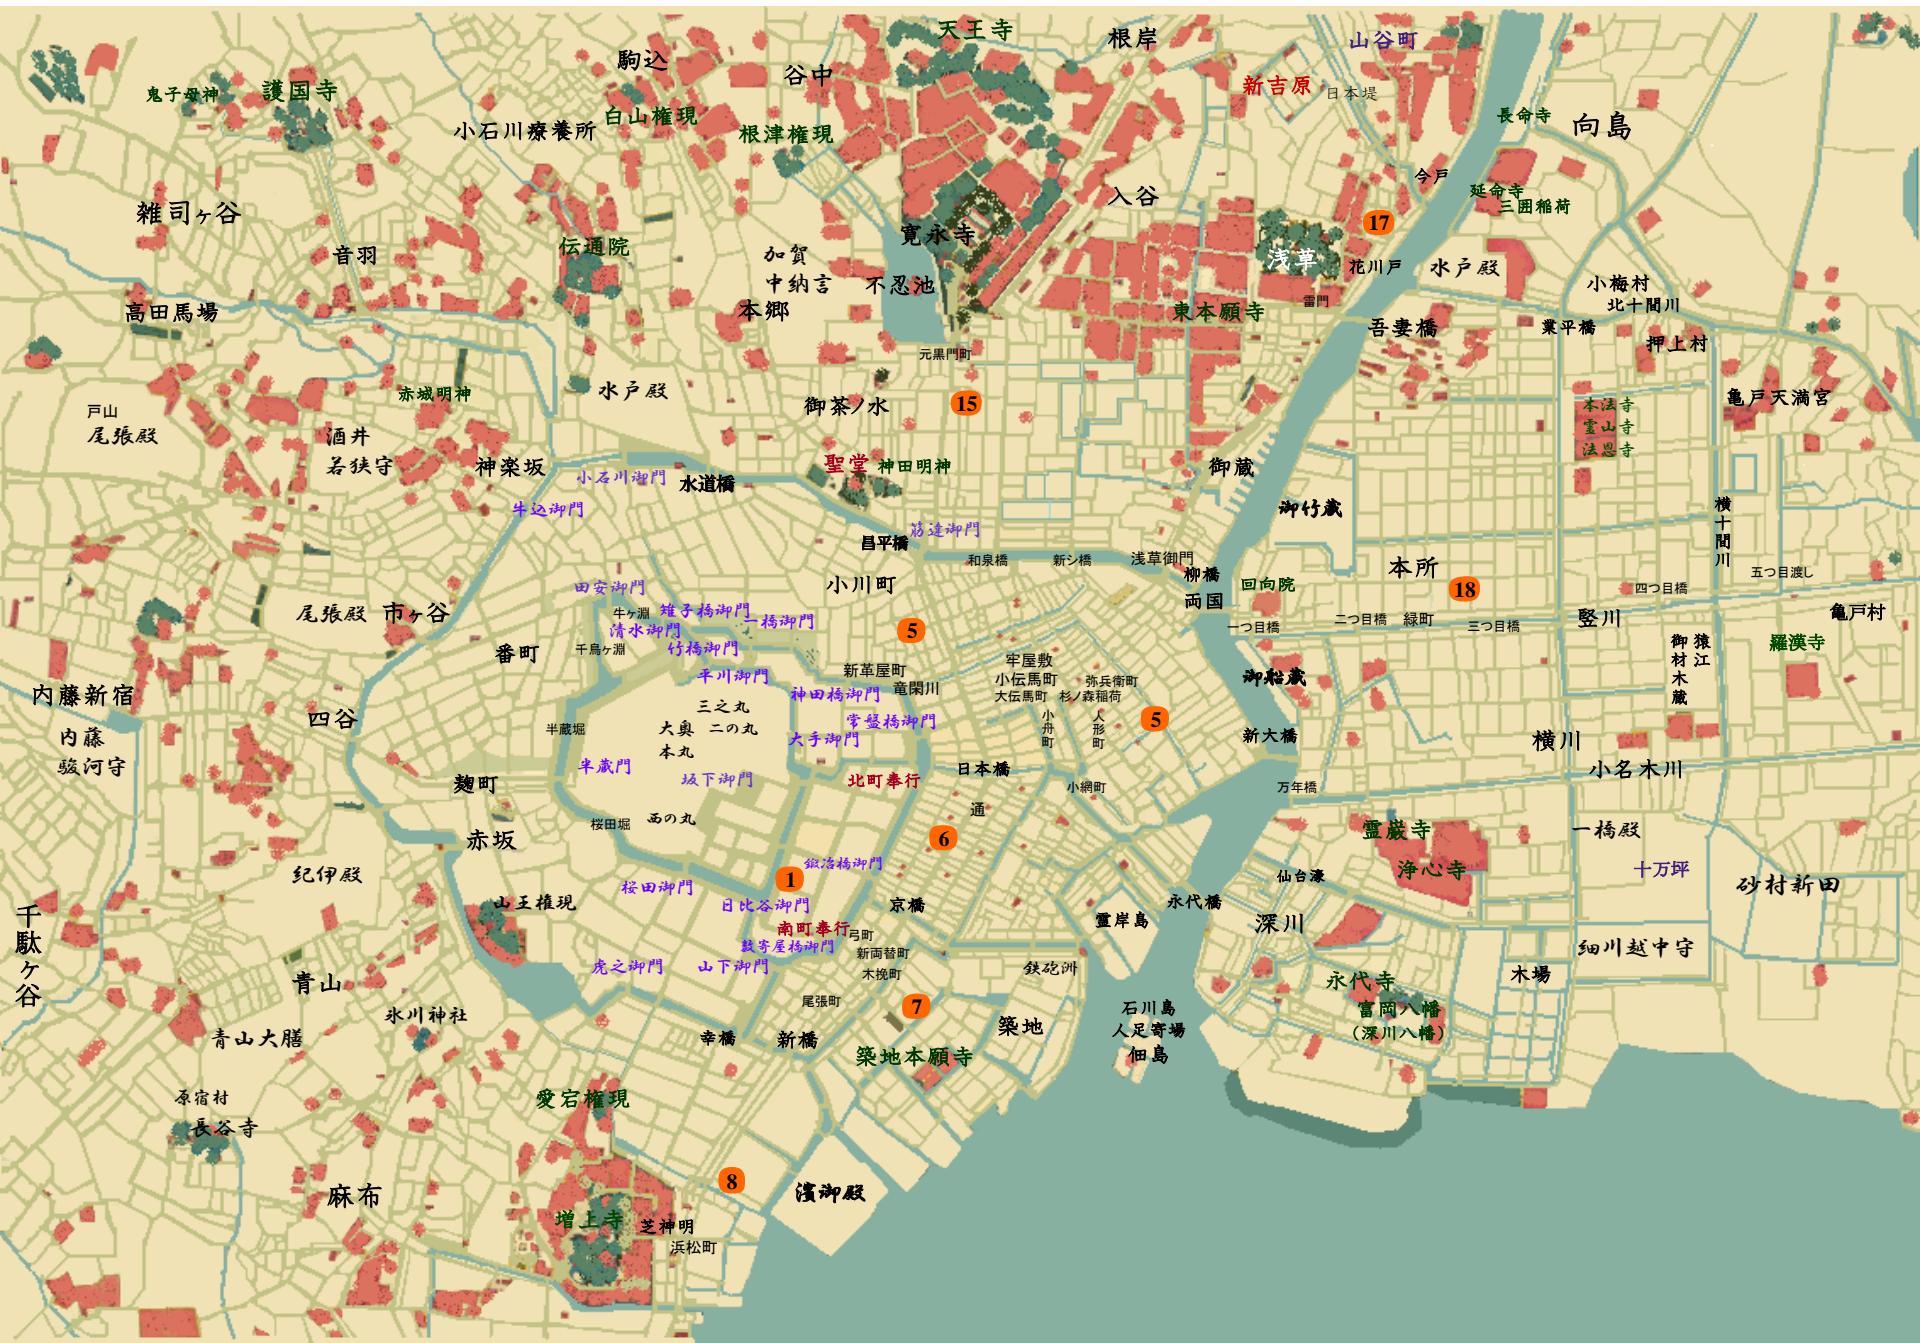 天王寺
根岸
山谷町
駒込
谷中
新吉原
日本堤
鬼子母神
護国寺
白山権現
小石川療養所
根津権現
長命寺
向島
今戸
延命寺
三囲稲荷
入谷
雑司ヶ谷
17
音羽
伝通院
寛永寺
浅草
花川戸
水戸殿
加賀
中納言
不忍池
小梅村
北十間川
高田馬場
本郷
東本願寺
雷門
吾妻橋
業平橋
押上村
元黒門町
赤城明神
水戸殿
御茶ノ水
15
本法寺
霊山寺
法恩寺
亀戸天満宮
戸山
尾張殿
酒井
若狭守
神楽坂
小石川御門
水道橋
聖堂
神田明神
御蔵
牛込御門
御竹蔵
横十間川
筋違御門
昌平橋
和泉橋
新シ橋
浅草御門
柳橋
両国
回向院
本所
18
五つ目渡し
四つ目橋
小川町
田安御門
牛ヶ淵
雉子橋御門
一橋御門
清水御門
竹橋御門
千鳥ヶ淵
5
尾張殿
市ヶ谷
番町
一つ目橋
二つ目橋
緑町
三つ目橋
竪川
亀戸村
猿江
御材木蔵
羅漢寺
平川御門
神田橋御門
新革屋町
竜閑川
牢屋敷
小伝馬町
大伝馬町
弥兵衛町
杉ノ森稲荷
御船蔵
内藤新宿
四谷
三之丸
大奥
二の丸
本丸
常盤橋御門
大手御門
小舟町
人形町
5
新大橋
横川
内藤
駿河守
半蔵堀
半蔵門
坂下御門
北町奉行
日本橋
小網町
万年橋
小名木川
麹町
桜田堀
西の丸
通
6
霊巌寺
浄心寺
一橋殿
十万坪
砂村新田
赤坂
紀伊殿
鍛冶橋御門
1
桜田御門
日比谷御門
仙台濠
千駄ヶ谷
山王権現
南町奉行
弓町
京橋
霊岸島
永代橋
深川
数寄屋橋御門
新両替町
虎之御門
山下御門
木挽町
鉄砲洲
細川越中守
木場
青山
尾張町
7
永代寺
富岡八幡
(深川八幡)
氷川神社
青山大膳
幸橋
新橋
築地
石川島
人足寄場
佃島
築地本願寺
原宿村
長谷寺
愛宕権現
麻布
8
濱御殿
増上寺
芝神明
浜松町